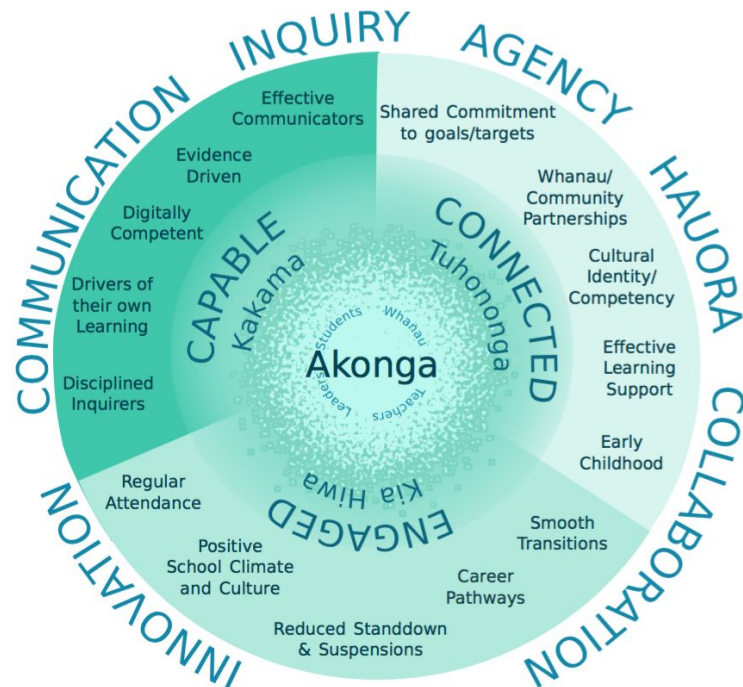 COMMUNICATION
INQUIRY
AGENCY
HAUORA
COLLABORATION
INNOVATION
Effective
Communicators
Evidence
Driven
Digitally
Competent
Drivers of
their own
Learning
Disciplined
Inquirers
CAPABLE
Kakama
Shared Commitment
to goals/targets
Whanau/
Community
Partnerships
Cultural
Identity/
Competency
Effective
Learning
Support
Early
Childhood
CONNECTED
Tuhononga
Smooth
Transitions
Career
Pathways
Reduced Standdown
& Suspensions
Positive
School Climate
and Culture
Regular
Attendance
ENGAGED
Kia Hiwa
Students
Whanau
Akonga
Leaders
Teachers